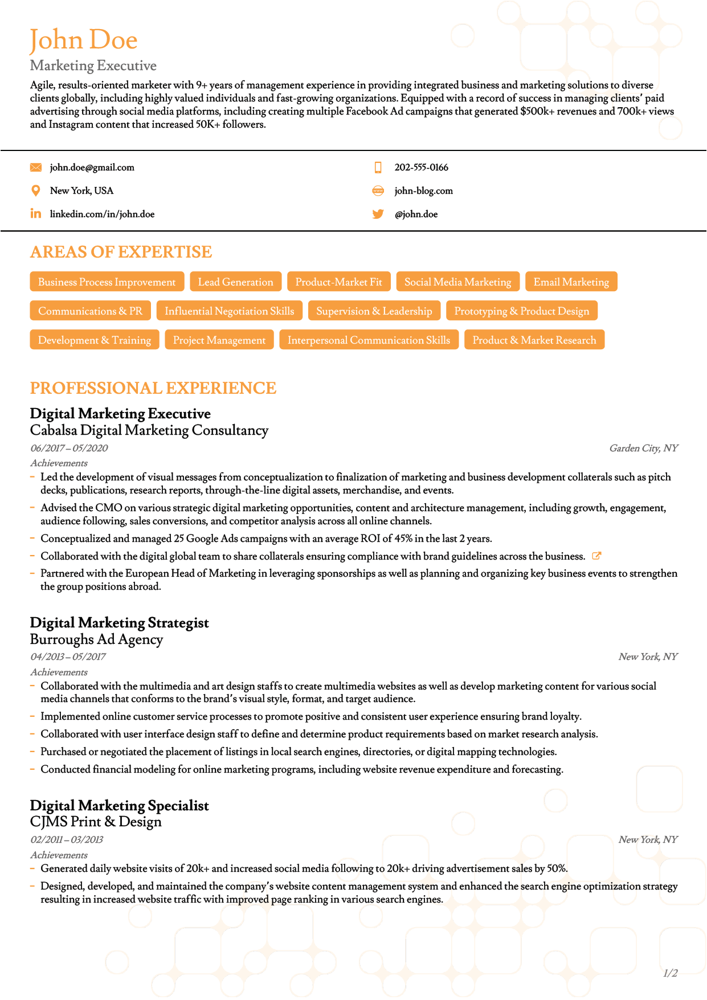 John Doe
Marketing Executive
Agile, results-oriented marketer with 9+ years of management experience in providing integrated business and marketing solutions to diverse
clients globally, including highly valued individuals and fast-growing organizations. Equipped with a record of success in managing clients' paid
advertising through social media platforms, including creating multiple Facebook Ad campaigns that generated $500k+ revenues and 700k+ views
and Instagram content that increased 50K+ followers.
john.doe@gmail.com
202-555-0166
New York, USA
www
john-blog.com
in
linkedin.com/in/john.doe
@john.doe
AREAS OF EXPERTISE
Business Process Improvement Lead Generation Product-Market Fit Social Media Marketing Email Marketing
Communications & PR Influential Negotiation Skills Supervision & Leadership Prototyping & Product Design
Development & Training Project Management Interpersonal Communication Skills Product & Market Research
PROFESSIONAL EXPERIENCE
Digital Marketing Executive
Cabalsa Digital Marketing Consultancy
06/2017 – 05/2020 Garden City, NY
Achievements
– Led the development of visual messages from conceptualization to finalization of marketing and business development collaterals such as pitch
decks, publications, research reports, through-the-line digital assets, merchandise, and events.
– Advised the CMO on various strategic digital marketing opportunities, content and architecture management, including growth, engagement,
audience following, sales conversions, and competitor analysis across all online channels.
– Conceptualized and managed 25 Google Ads campaigns with an average ROI of 45% in the last 2 years.
– Collaborated with the digital global team to share collaterals ensuring compliance with brand guidelines across the business.
– Partnered with the European Head of Marketing in leveraging sponsorships as well as planning and organizing key business events to strengthen
the group positions abroad.
Digital Marketing Strategist
Burroughs Ad Agency
04/2013 – 05/2017 New York, NY
Achievements
– Collaborated with the multimedia and art design staffs to create multimedia websites as well as develop marketing content for various social
media channels that conforms to the brand's visual style, format, and target audience.
– Implemented online customer service processes to promote positive and consistent user experience ensuring brand loyalty.
– Collaborated with user interface design staff to define and determine product requirements based on market research analysis.
– Purchased or negotiated the placement of listings in local search engines, directories, or digital mapping technologies.
– Conducted financial modeling for online marketing programs, including website revenue expenditure and forecasting.
Digital Marketing Specialist
CJMS Print & Design
02/2011 – 03/2013 New York, NY
Achievements
– Generated daily website visits of 20k+ and increased social media following to 20k+ driving advertisement sales by 50%.
– Designed, developed, and maintained the company's website content management system and enhanced the search engine optimization strategy
resulting in increased website traffic with improved page ranking in various search engines.
1/2